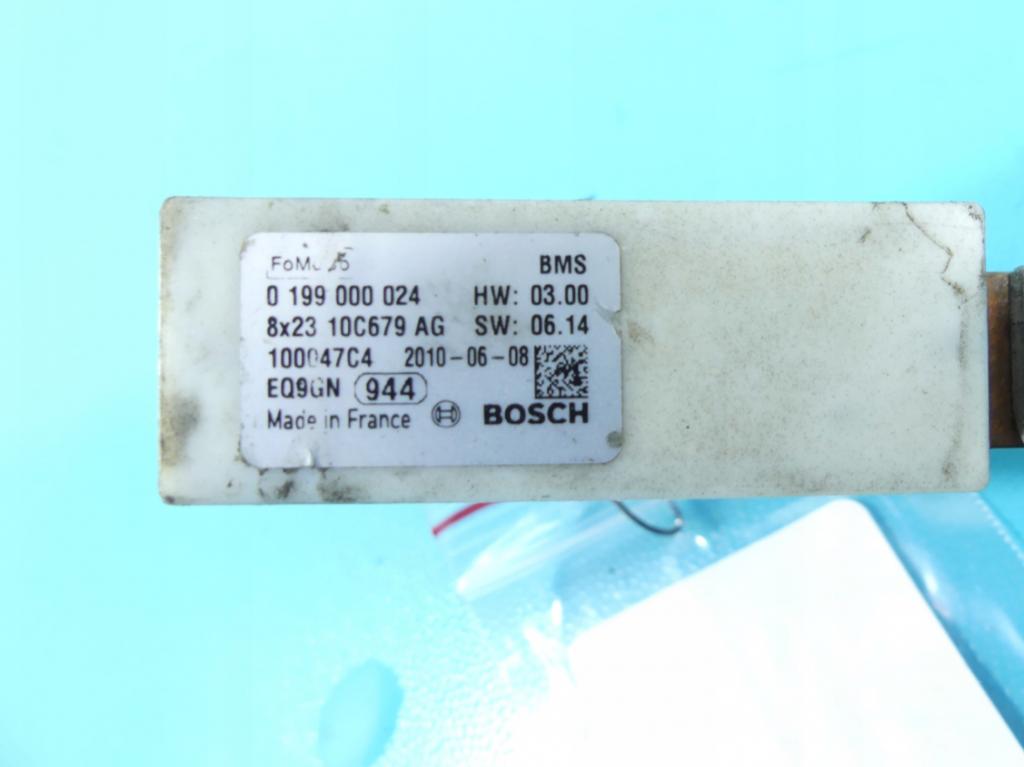 BMS
0 199 000 024 HW: 03.00
8x23 10C679 AG SW: 06.14
2010-06-08
EQ9GN 944
Made in France BOSCH